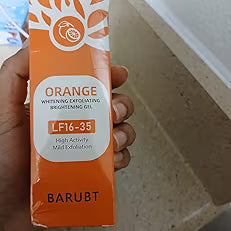 ORANGE
WHITENING EXFOLIATING
BRIGHTENING GEL
LF16-35
High Activity
Mild Exfoliation
BARUBT